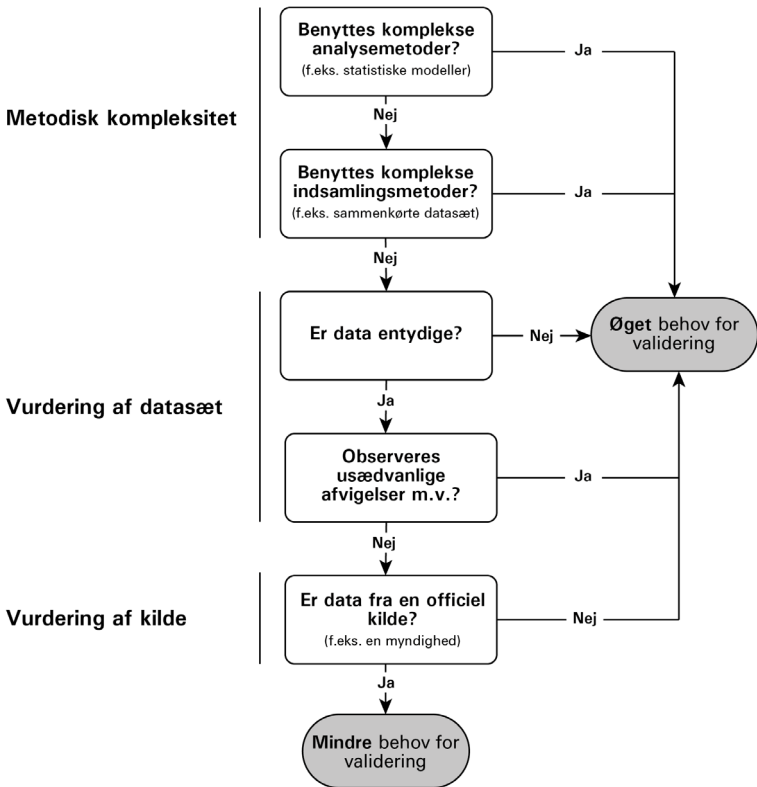 Benyttes komplekse
analysemetoder?
(f.eks. statistiske modeller)
Ja
Nej
Metodisk kompleksitet
Benyttes komplekse
indsamlingsmetoder?
(f.eks. sammenkørte datasæt)
Ja
Nej
Er data entydige?
Nej
Øget behov for
validering
Ja
Vurdering af datasæt
Observeres
usædvanlige
afvigelser m.v.?
Ja
Nej
Vurdering af kilde
Er data fra en officiel
kilde?
(f.eks. en myndighed)
Nej
Ja
Mindre behov for
validering